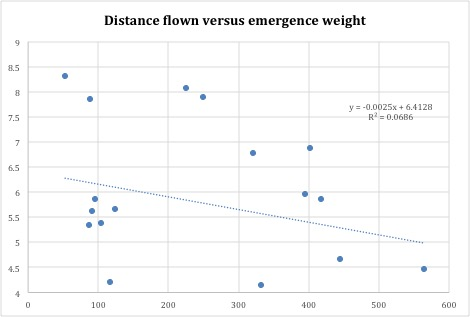 Distance flown versus emergence weight
9
8.5
8
7.5
7
6.5
6
5.5
5
4.5
4
y = -0.0025x + 6.4128
R² = 0.0686
0 100 200 300 400 500 600